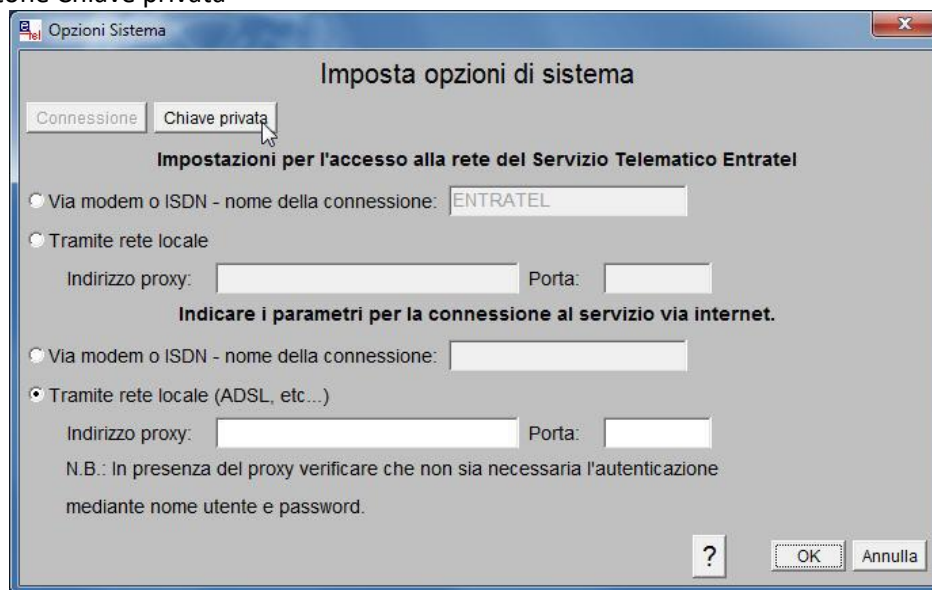 one Chiave privata
Opzioni Sistema
Imposta opzioni di sistema
Connessione Chiave privata
Impostazioni per l'accesso alla rete del Servizio Telematico Entratel
Via modem o ISDN - nome della connessione: ENTRATEL
Tramite rete locale
Indirizzo proxy: Porta:
Indicare i parametri per la connessione al servizio via internet.
Via modem o ISDN - nome della connessione:
Tramite rete locale (ADSL, etc...)
Indirizzo proxy: Porta:
N.B.: In presenza del proxy verificare che non sia necessaria l'autenticazione
mediante nome utente e password.
? OK Annulla